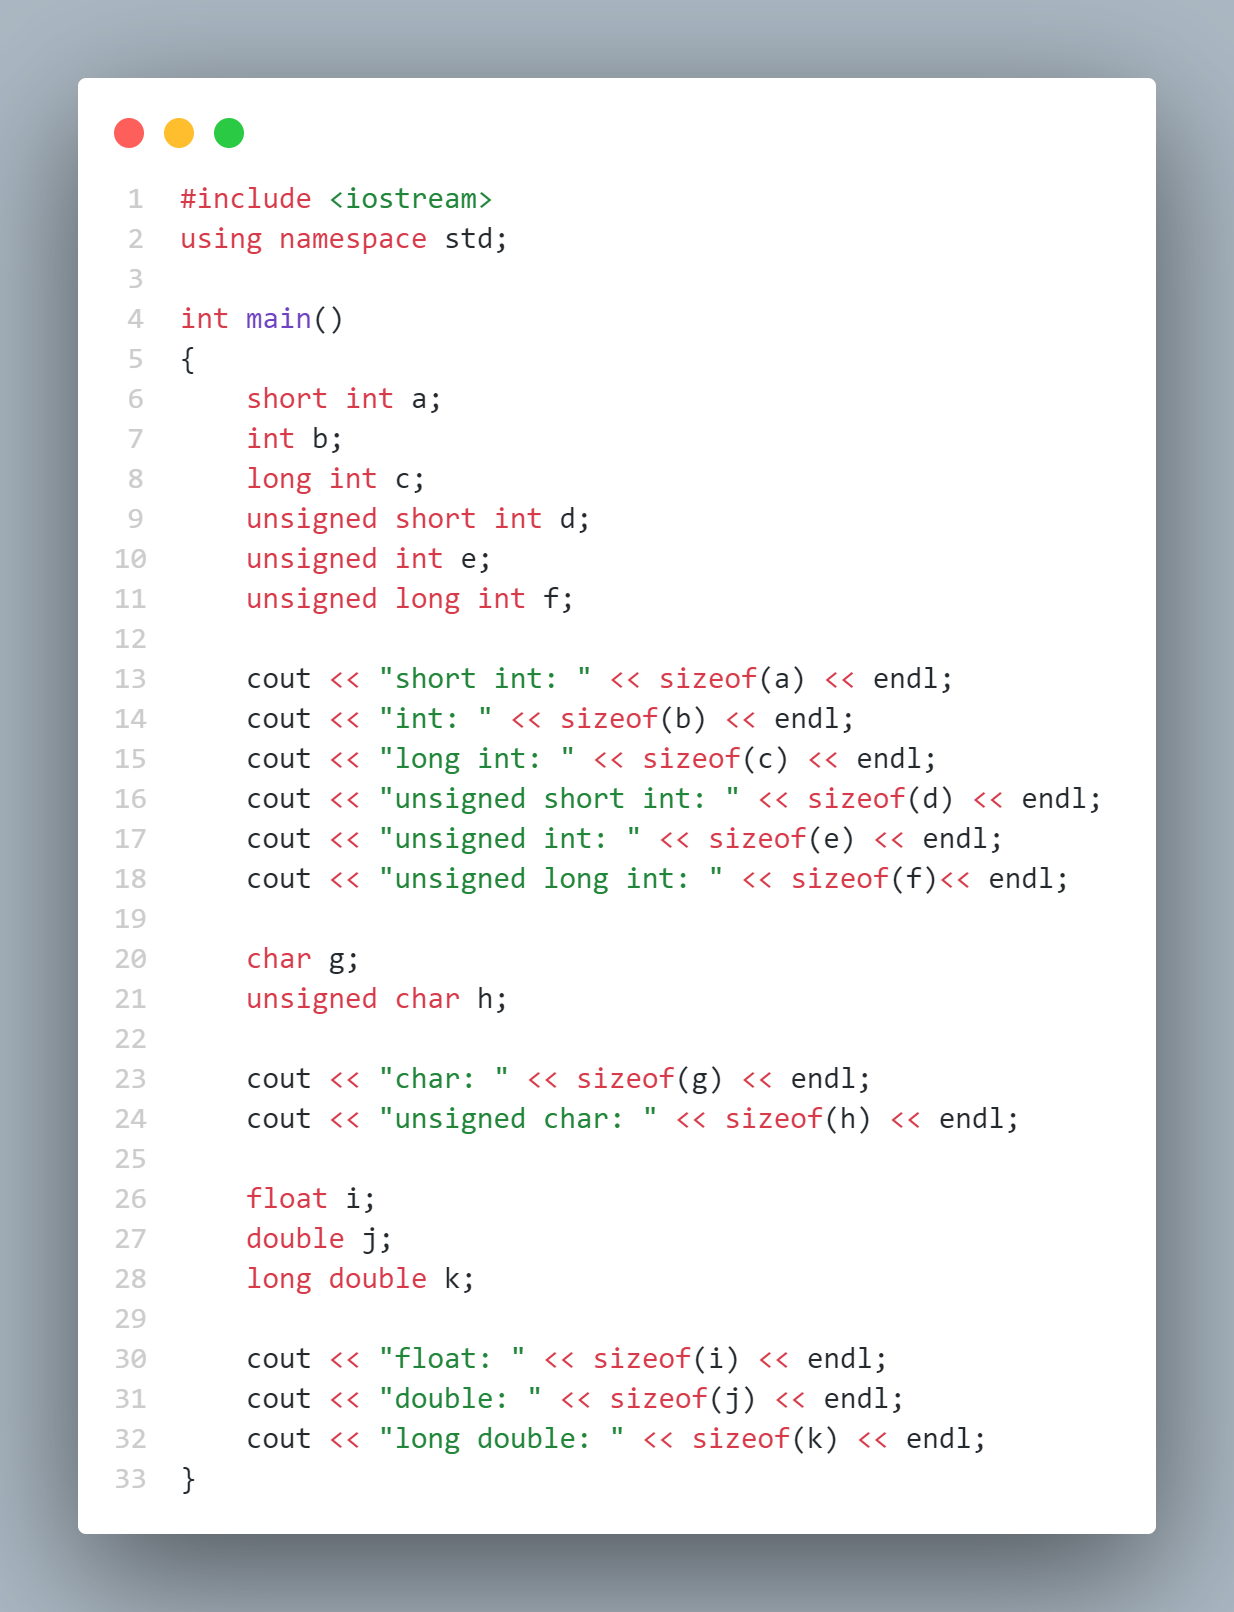 1 #include <iostream>
2 using namespace std;
3
4 int main()
5 {
6     short int a;
7     int b;
8     long int c;
9     unsigned short int d;
10     unsigned int e;
11     unsigned long int f;
12
13     cout << "short int: " << sizeof(a) << endl;
14     cout << "int: " << sizeof(b) << endl;
15     cout << "long int: " << sizeof(c) << endl;
16     cout << "unsigned short int: " << sizeof(d) << endl;
17     cout << "unsigned int: " << sizeof(e) << endl;
18     cout << "unsigned long int: " << sizeof(f)<< endl;
19
20     char g;
21     unsigned char h;
22
23     cout << "char: " << sizeof(g) << endl;
24     cout << "unsigned char: " << sizeof(h) << endl;
25
26     float i;
27     double j;
28     long double k;
29
30     cout << "float: " << sizeof(i) << endl;
31     cout << "double: " << sizeof(j) << endl;
32     cout << "long double: " << sizeof(k) << endl;
33 }